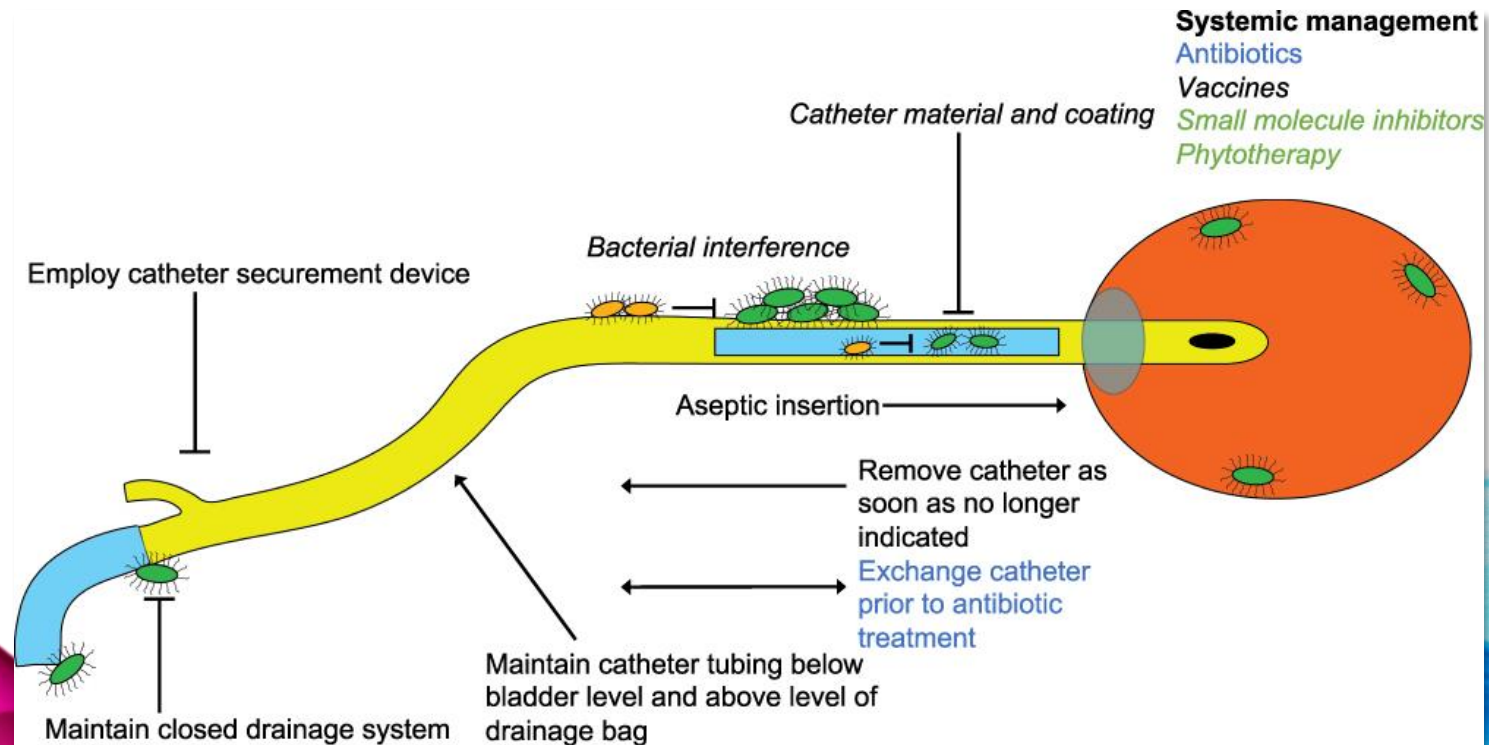 Systemic management
Antibiotics
Vaccines
Small molecule inhibitors
Phytotherapy
Catheter material and coating
Bacterial interference
Employ catheter securement device
Aseptic insertion
Remove catheter as
soon as no longer
indicated
Exchange catheter
prior to antibiotic
treatment
Maintain catheter tubing below
bladder level and above level of
drainage bag
Maintain closed drainage system